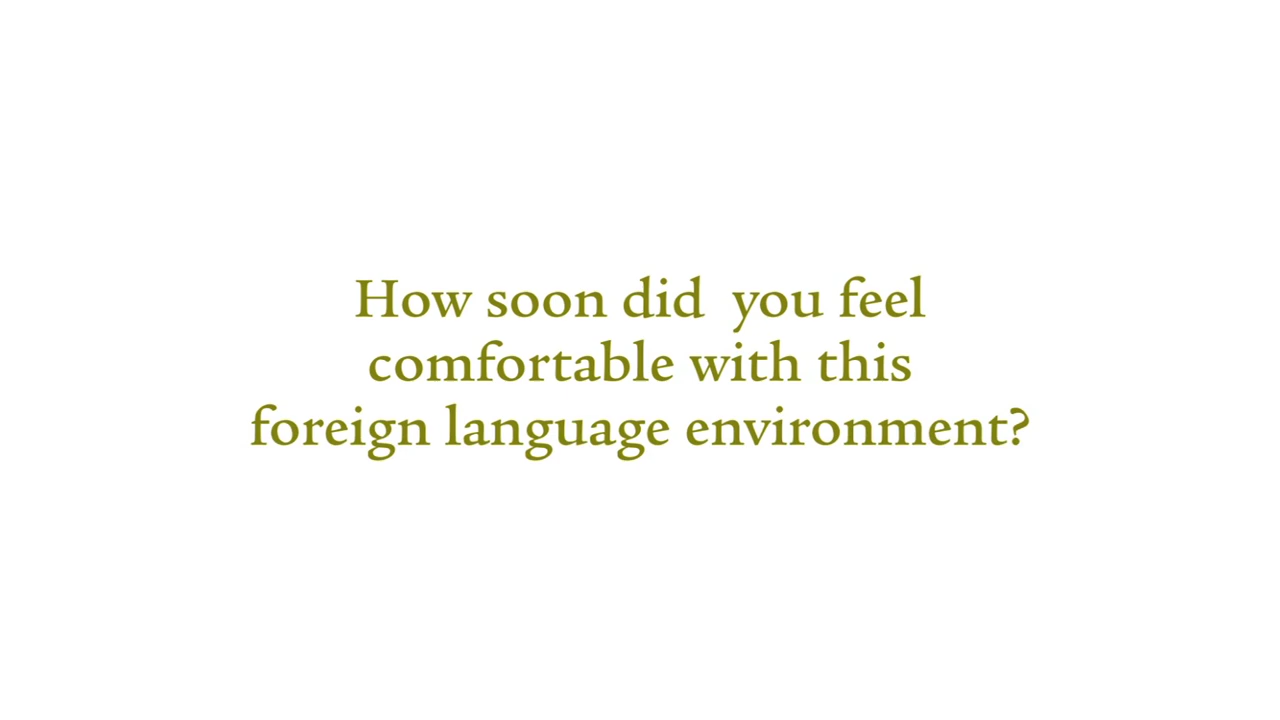 How soon did  you feel
comfortable with this
foreign language environment?